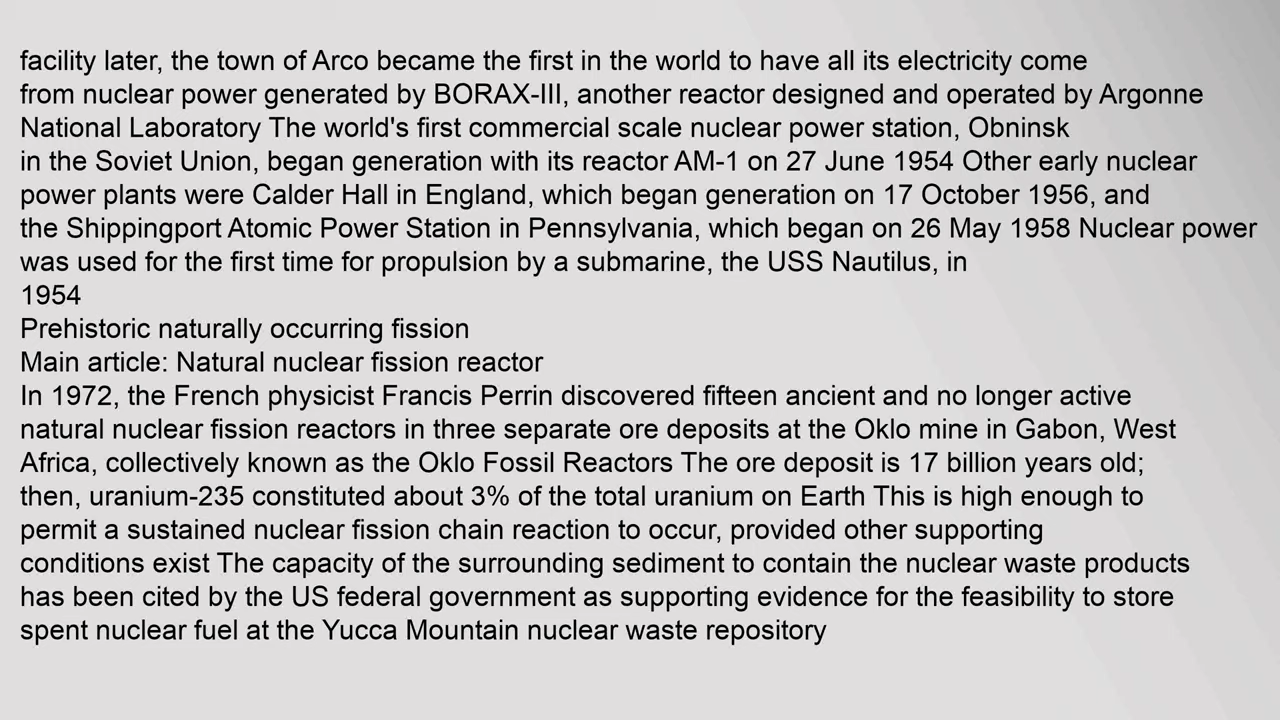 facility later, the town of Arco became the first in the world to have all its electricity come
from nuclear power generated by BORAX-III, another reactor designed and operated by Argonne
National Laboratory The world's first commercial scale nuclear power station, Obninsk
in the Soviet Union, began generation with its reactor AM-1 on 27 June 1954 Other early nuclear
power plants were Calder Hall in England, which began generation on 17 October 1956, and
the Shippingport Atomic Power Station in Pennsylvania, which began on 26 May 1958 Nuclear power
was used for the first time for propulsion by a submarine, the USS Nautilus, in
1954
Prehistoric naturally occurring fission
Main article: Natural nuclear fission reactor
In 1972, the French physicist Francis Perrin discovered fifteen ancient and no longer active
natural nuclear fission reactors in three separate ore deposits at the Oklo mine in Gabon, West
Africa, collectively known as the Oklo Fossil Reactors The ore deposit is 17 billion years old;
then, uranium-235 constituted about 3% of the total uranium on Earth This is high enough to
permit a sustained nuclear fission chain reaction to occur, provided other supporting
conditions exist The capacity of the surrounding sediment to contain the nuclear waste products
has been cited by the US federal government as supporting evidence for the feasibility to store
spent nuclear fuel at the Yucca Mountain nuclear waste repository